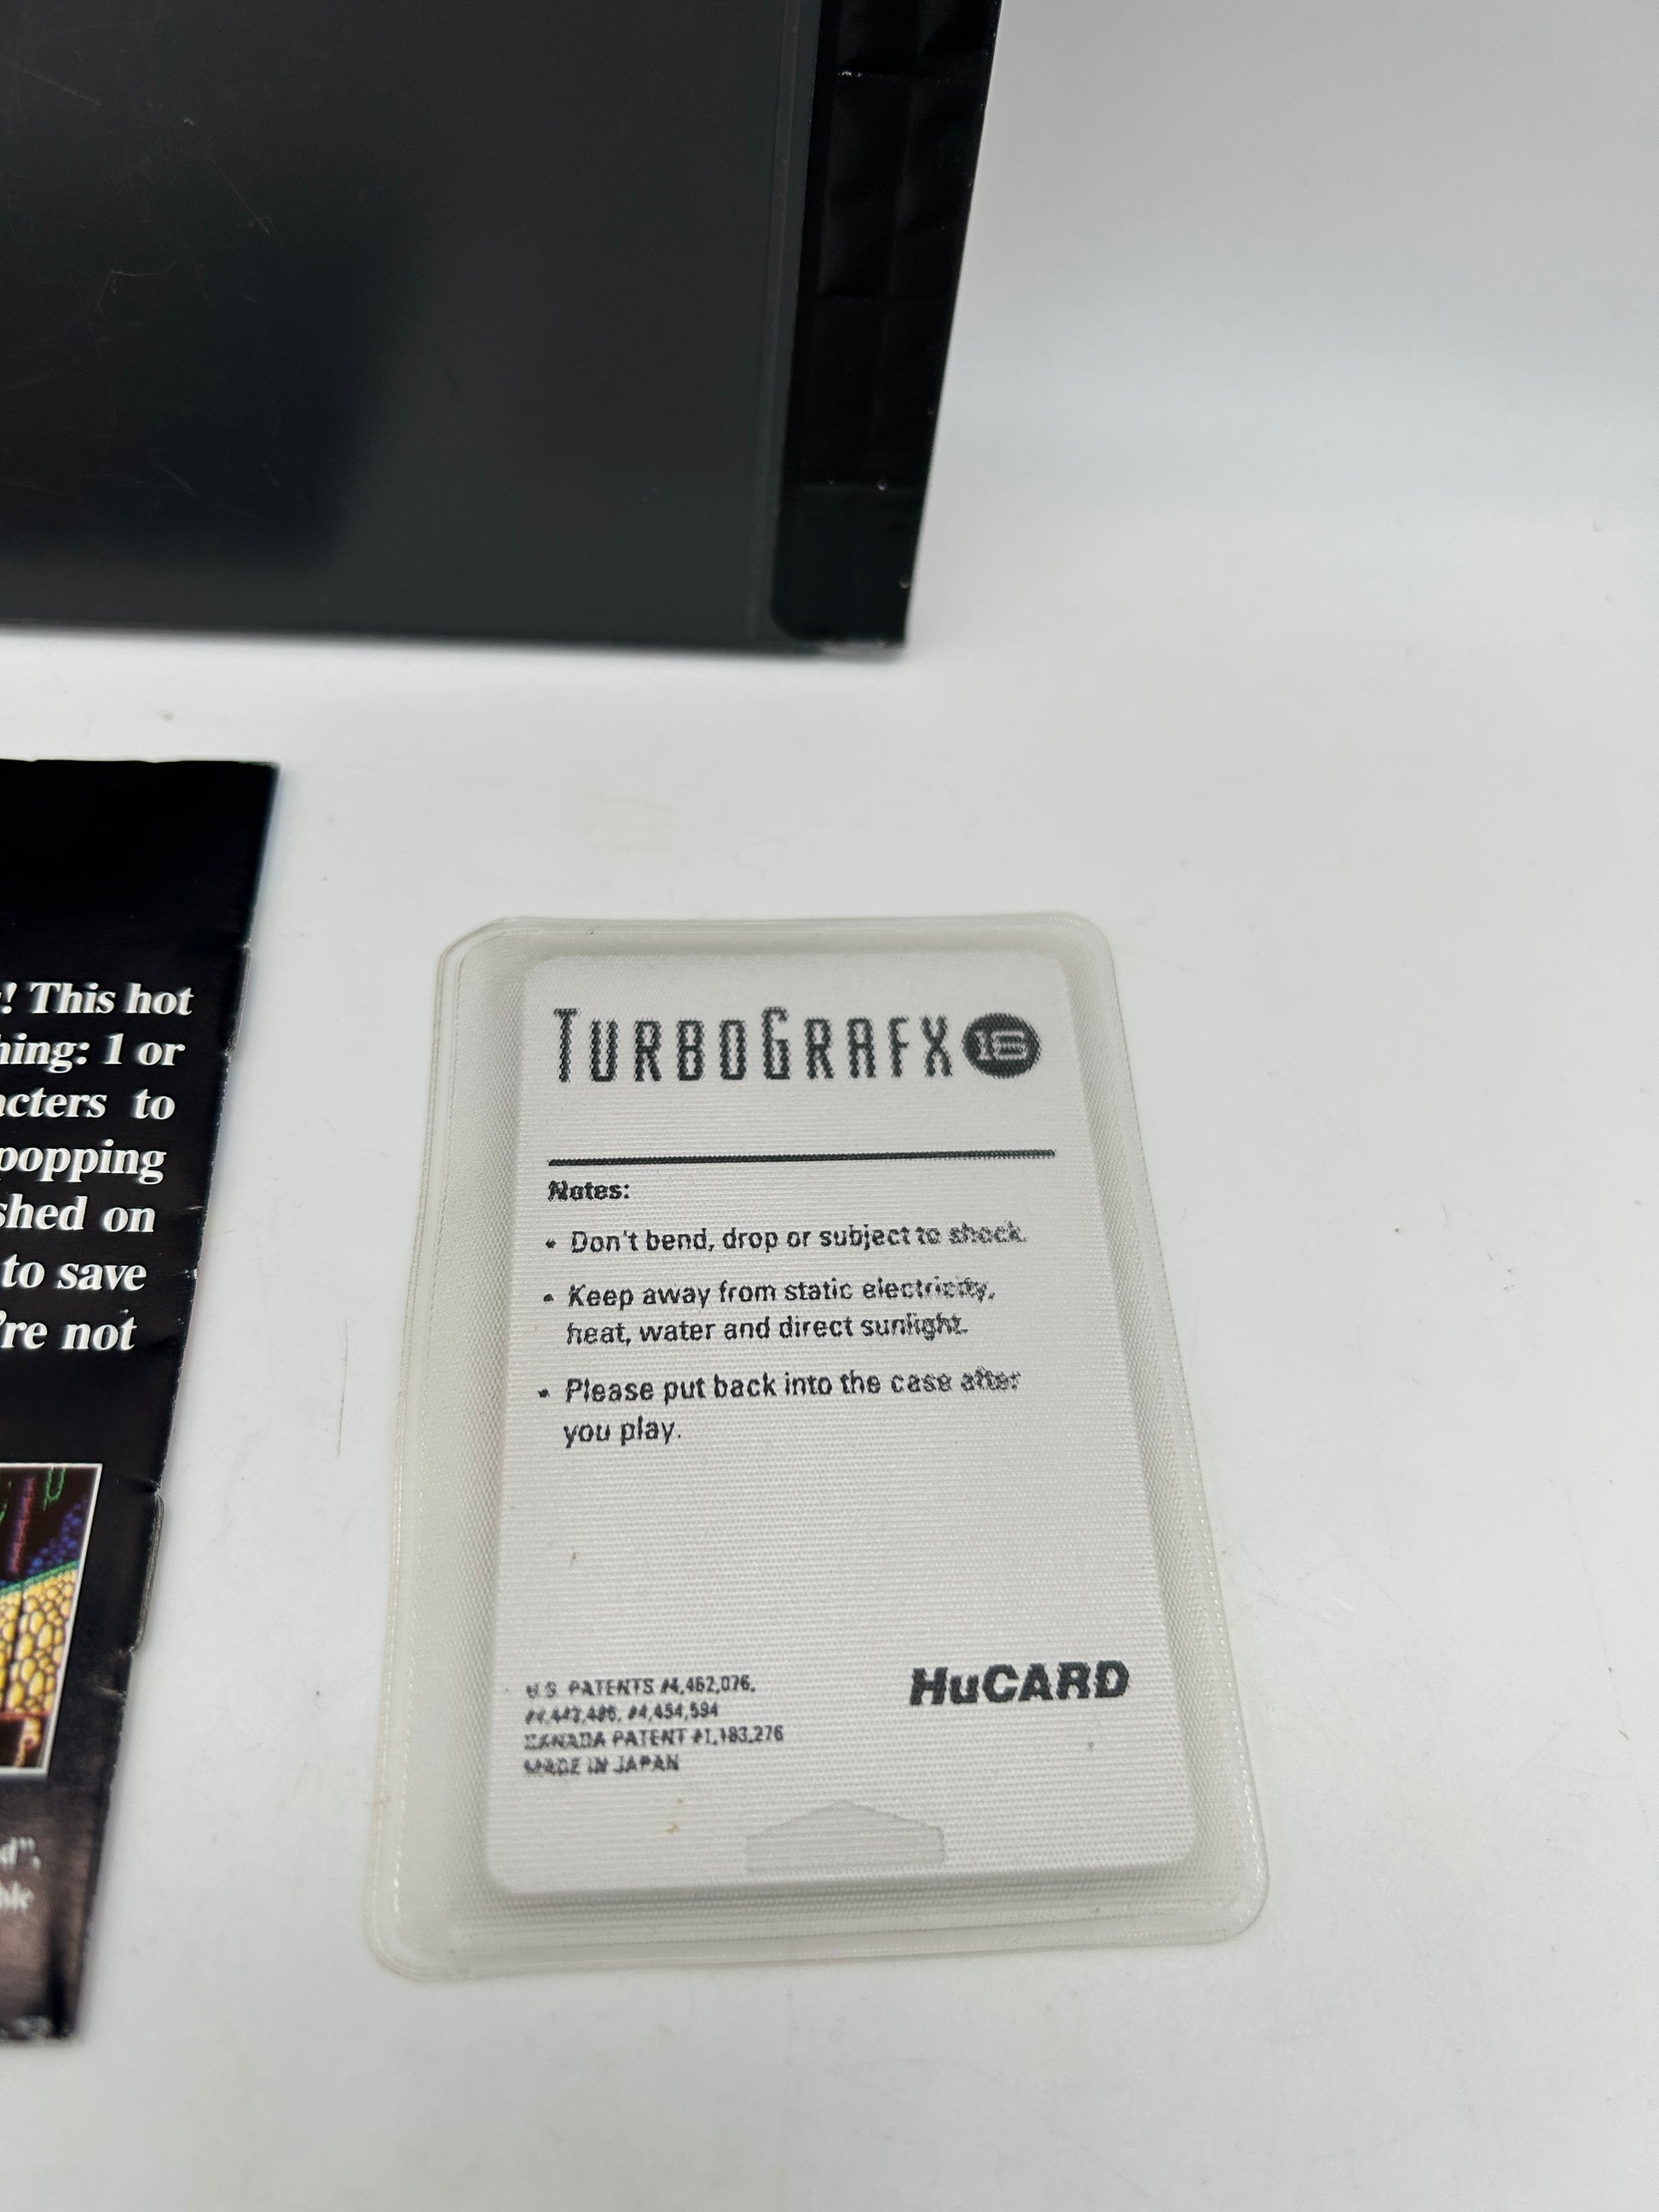 ! This hot
hing: 1 or
acters to
popping
shed on
to save
're not
d",
ble
TURBOGRAFX 16
Notes:
• Don't bend, drop or subject to shock.
• Keep away from static electricity,
heat, water and direct sunlight.
• Please put back into the case after
you play.
HuCARD
U.S. PATENTS #4,462,076,
#4,443,486, #4,454,594
CANADA PATENT #1,183,276
MADE IN JAPAN